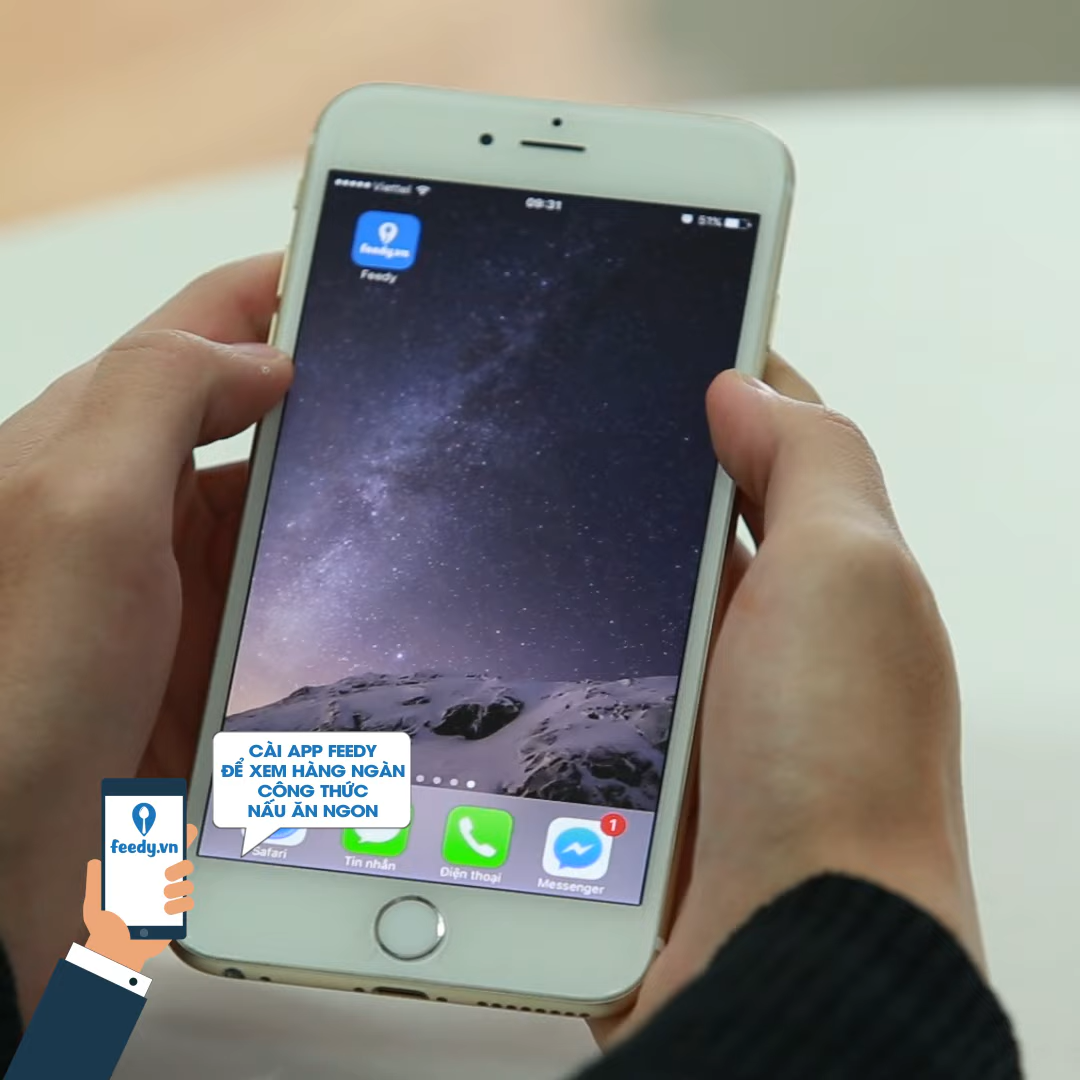 Viettel
09:31
51%
feedy.vn
Feedy
CÀI APP FEEDY
ĐỂ XEM HÀNG NGÀN
CÔNG THỨC
NẤU ĂN NGON
feedy.vn
1
Safari
Tin nhắn
Điện thoại
Messenger